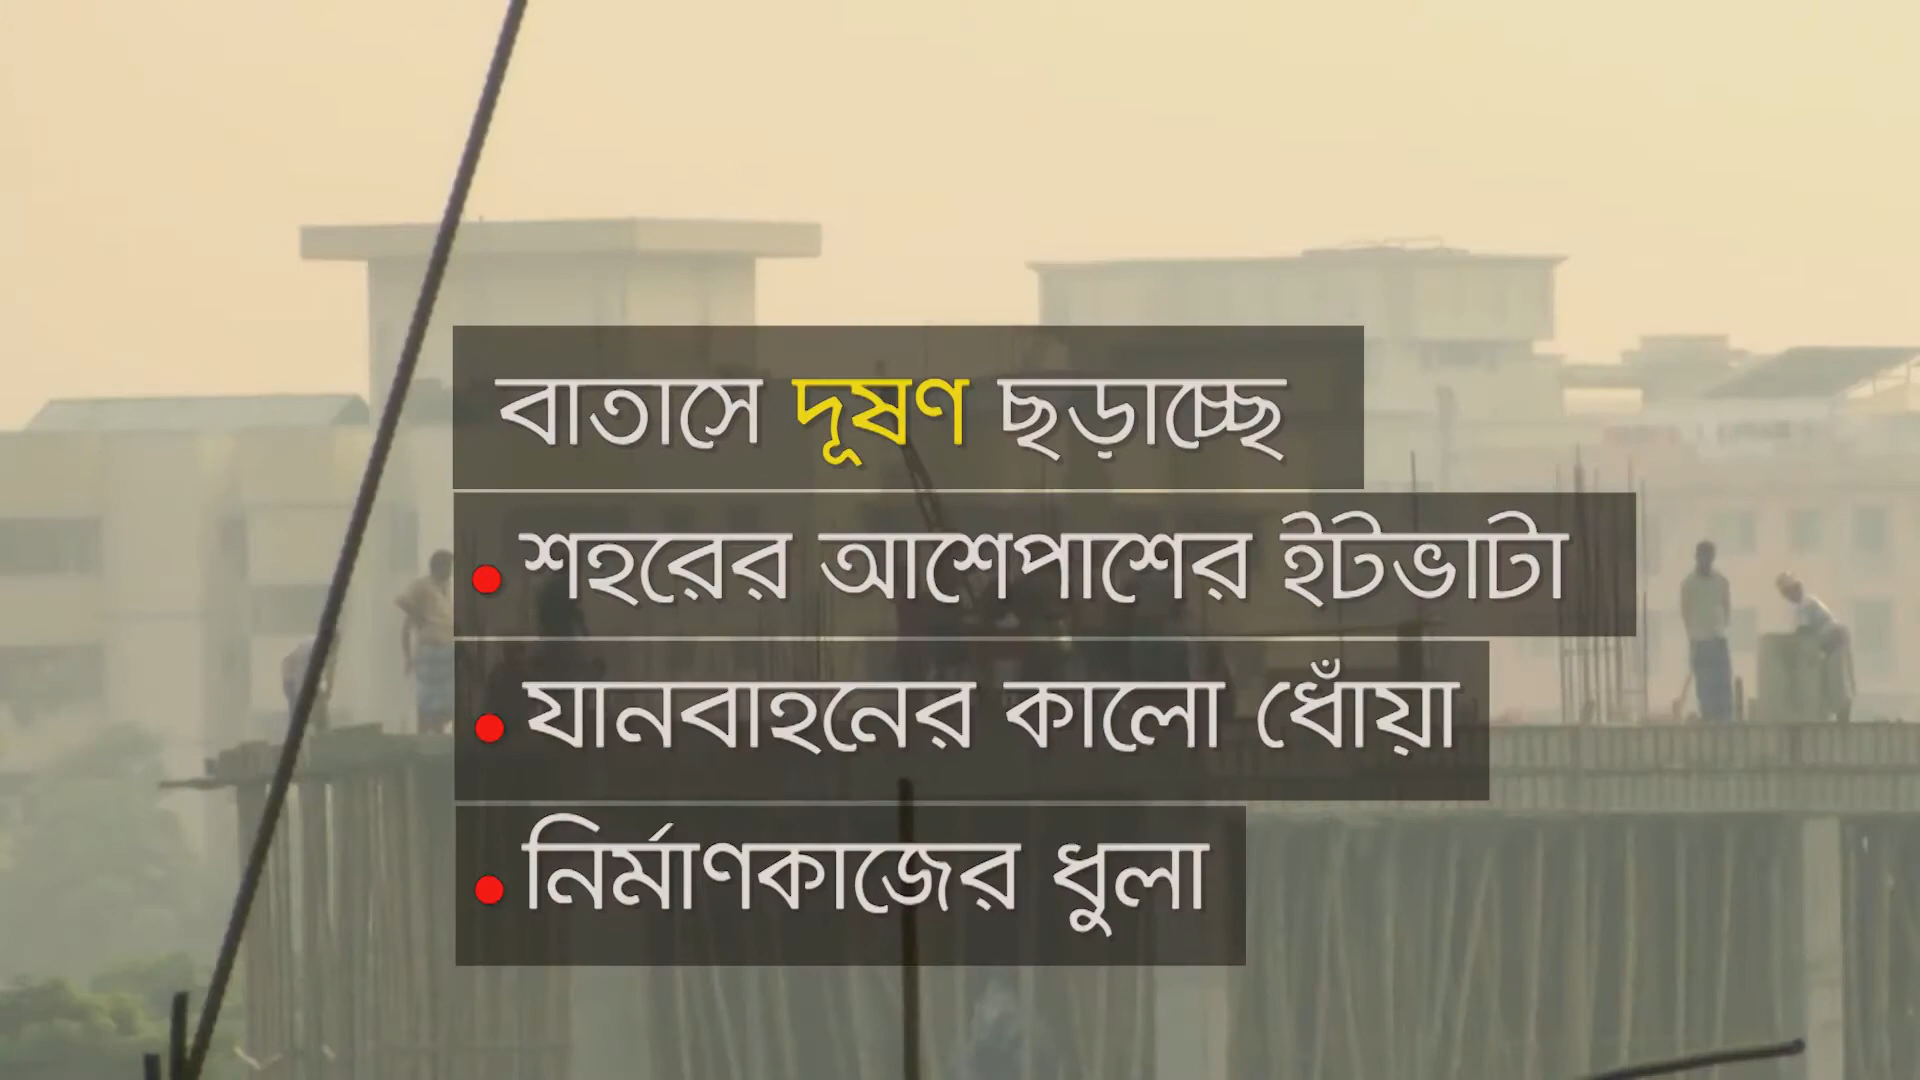 বাতাসে দূষণ ছড়াচ্ছে
• শহরের আশেপাশের ইটভাটা
• যানবাহনের কালো ধোঁয়া
• নির্মাণকাজের ধুলা